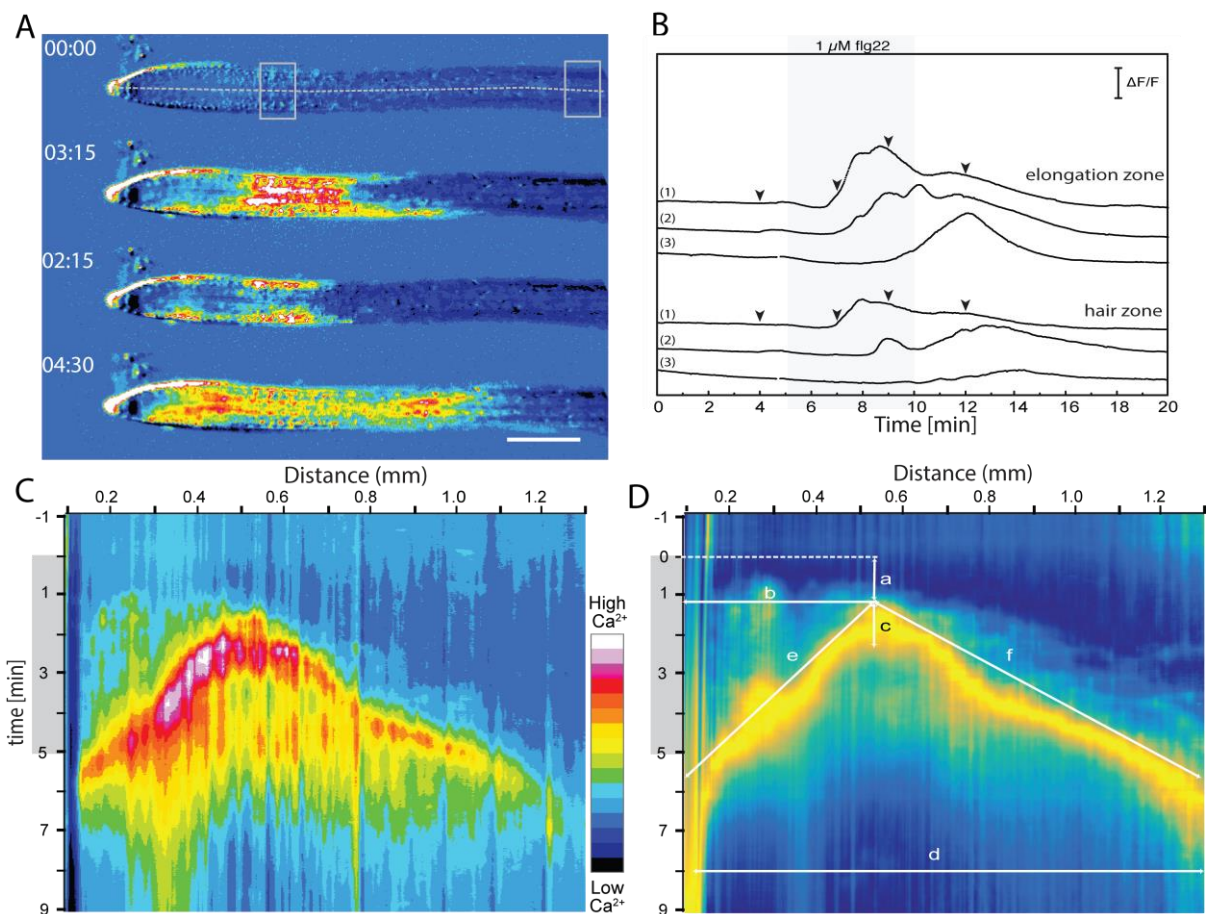 A
00:00
03:15
02:15
04:30
B
1 µM flg22
ΔF/F
elongation zone
(1)
(2)
(3)
hair zone
(1)
(2)
(3)
0 2 4 6 8 10 12 14 16 18 20
Time [min]
C
Distance (mm)
0.2 0.4 0.6 0.8 1.0 1.2
-1
1
3
5
7
9
time [min]
High
Ca²⁺
Low
Ca²⁺
D
Distance (mm)
0.2 0.4 0.6 0.8 1.0 1.2
-1
0
1
3
5
7
9
a
b
c
e
f
d